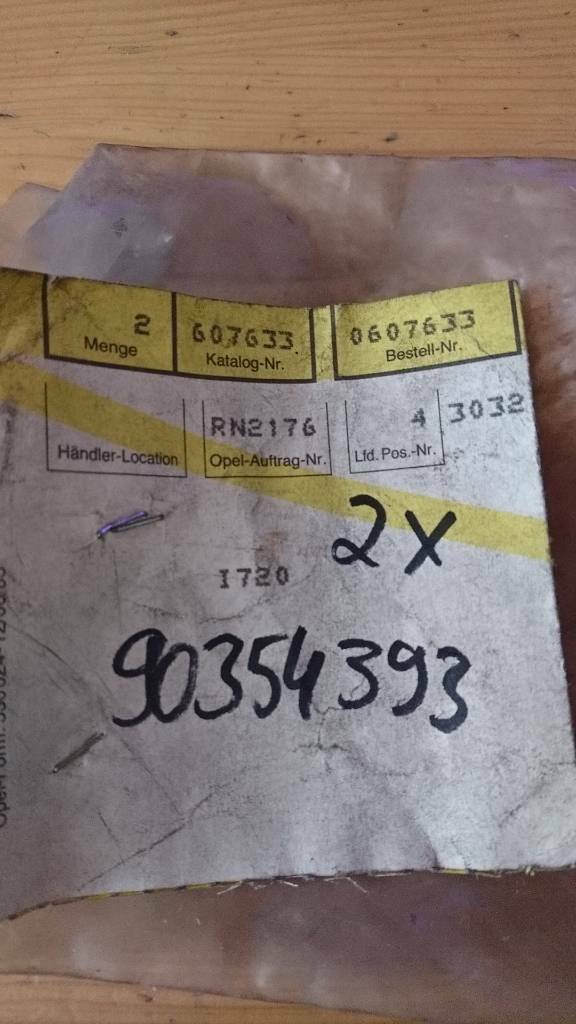 2 607633 0607633
Menge Katalog-Nr. Bestell-Nr.
RN2176 4 3032
Händler-Location Opel-Auftrag-Nr. Lfd. Pos.-Nr.
2x
I720
90354393